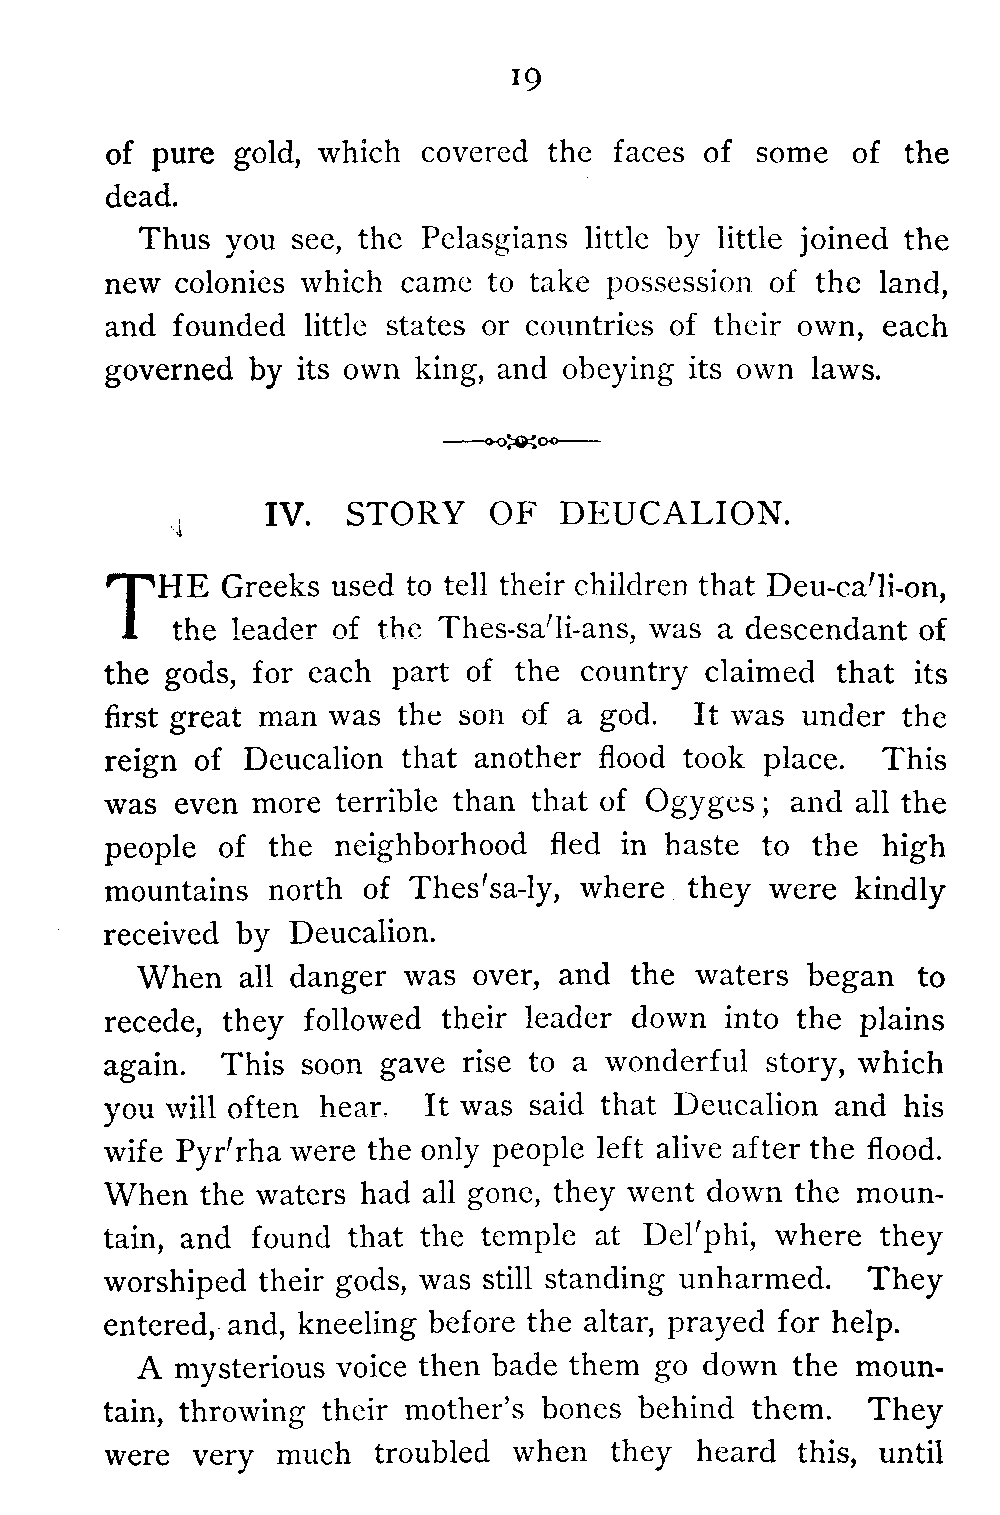 19
of pure gold, which covered the faces of some of the
dead.
Thus you see, the Pelasgians little by little joined the
new colonies which came to take possession of the land,
and founded little states or countries of their own, each
governed by its own king, and obeying its own laws.
IV. STORY OF DEUCALION.
THE Greeks used to tell their children that Deu-ca′li-on,
the leader of the Thes-sa′li-ans, was a descendant of
the gods, for each part of the country claimed that its
first great man was the son of a god. It was under the
reign of Deucalion that another flood took place. This
was even more terrible than that of Ogyges; and all the
people of the neighborhood fled in haste to the high
mountains north of Thes′sa-ly, where they were kindly
received by Deucalion.
When all danger was over, and the waters began to
recede, they followed their leader down into the plains
again. This soon gave rise to a wonderful story, which
you will often hear. It was said that Deucalion and his
wife Pyr′rha were the only people left alive after the flood.
When the waters had all gone, they went down the moun-
tain, and found that the temple at Del′phi, where they
worshiped their gods, was still standing unharmed. They
entered, and, kneeling before the altar, prayed for help.
A mysterious voice then bade them go down the moun-
tain, throwing their mother's bones behind them. They
were very much troubled when they heard this, until